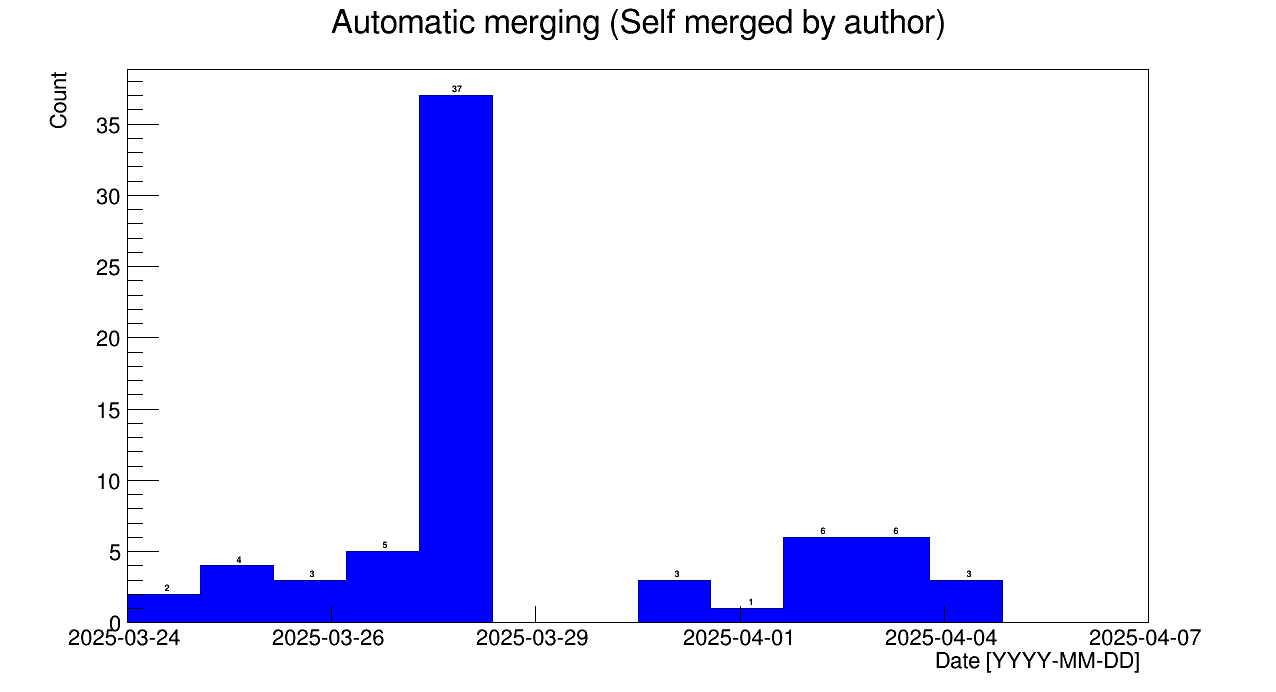 Automatic merging (Self merged by author)
Count
37
35
30
25
20
15
10
6 6
5
5
4
3 3 3
2
1
0
2025-03-24 2025-03-26 2025-03-29 2025-04-01 2025-04-04 2025-04-07
Date [YYYY-MM-DD]